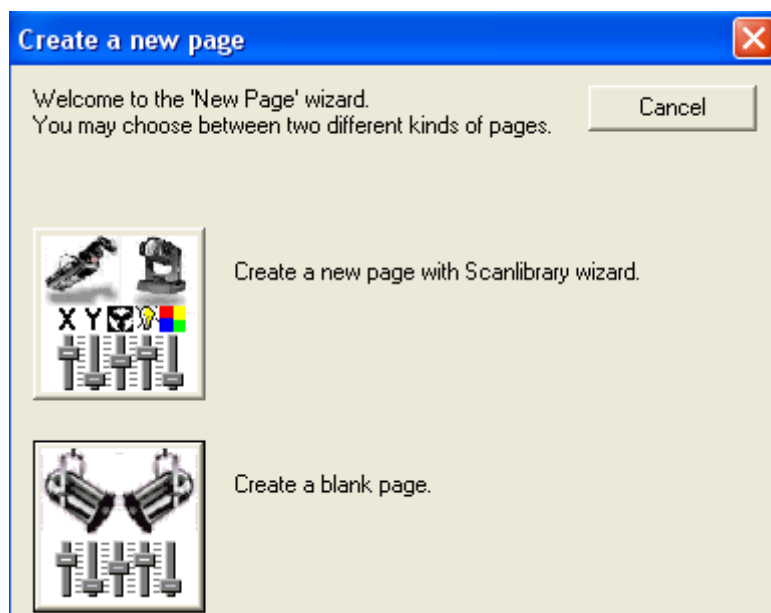 Create a new page
Welcome to the 'New Page' wizard.
You may choose between two different kinds of pages.
Cancel
Create a new page with Scanlibrary wizard.
X Y
Create a blank page.